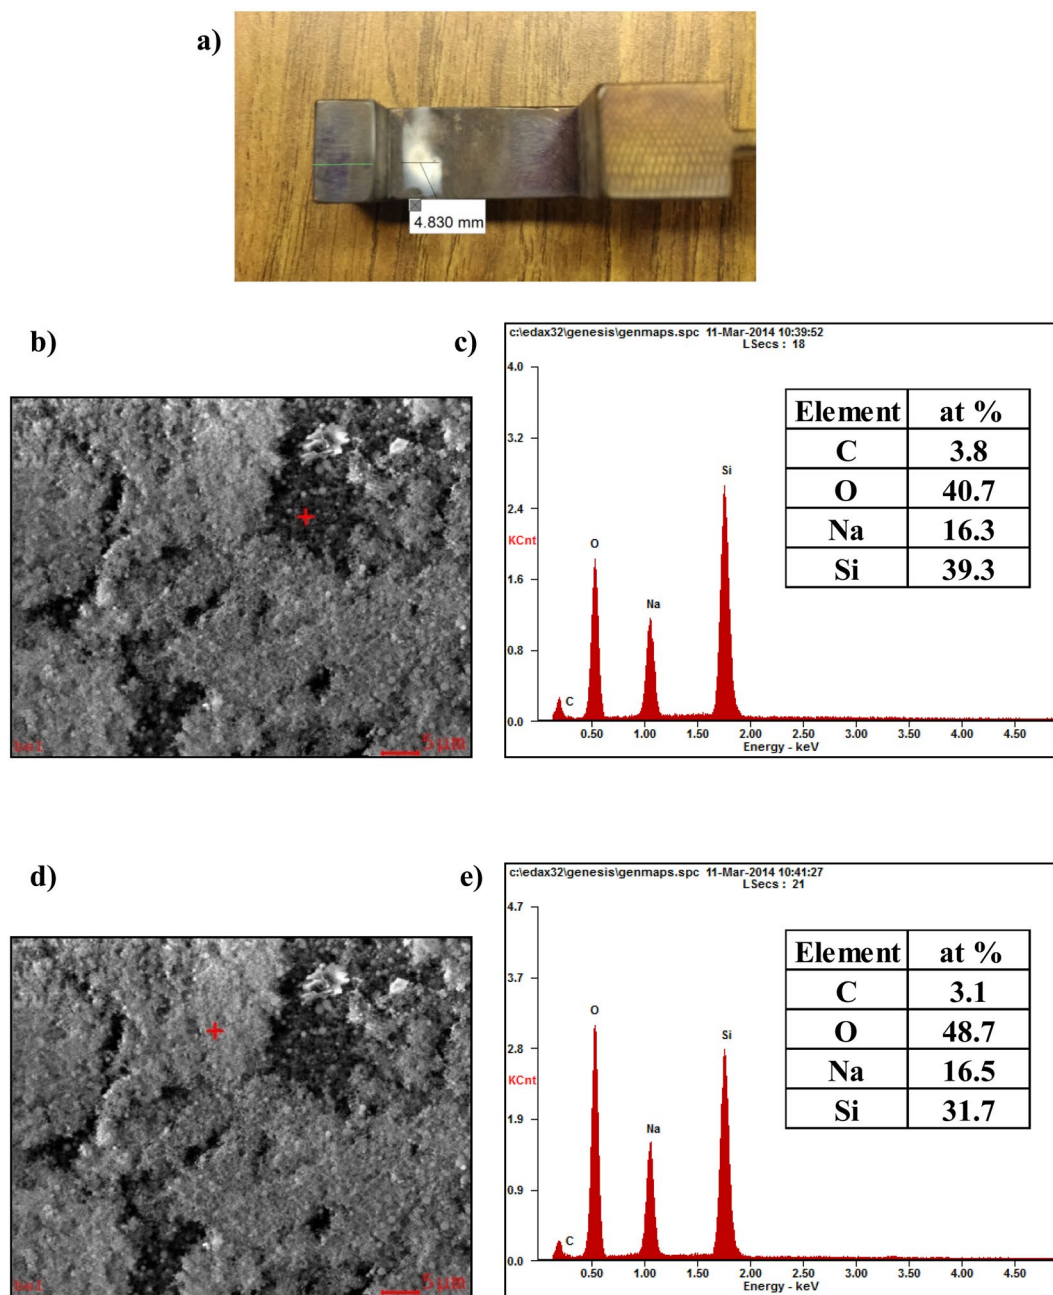 a)
4.830 mm
b)
5μm
c)
c:\edax32\genesis\genmaps.spc 11-Mar-2014 10:39:52
LSecs : 18
4.0
3.2
2.4
KCnt
1.6
0.8
0.0
C
O
Na
Si
0.50 1.00 1.50 2.00 2.50 3.00 3.50 4.00 4.50
Energy - keV
Element at %
C 3.8
O 40.7
Na 16.3
Si 39.3
d)
5μm
e)
c:\edax32\genesis\genmaps.spc 11-Mar-2014 10:41:27
LSecs : 21
4.7
3.7
2.8
KCnt
1.9
0.9
0.0
C
O
Na
Si
0.50 1.00 1.50 2.00 2.50 3.00 3.50 4.00 4.50
Energy - keV
Element at %
C 3.1
O 48.7
Na 16.5
Si 31.7